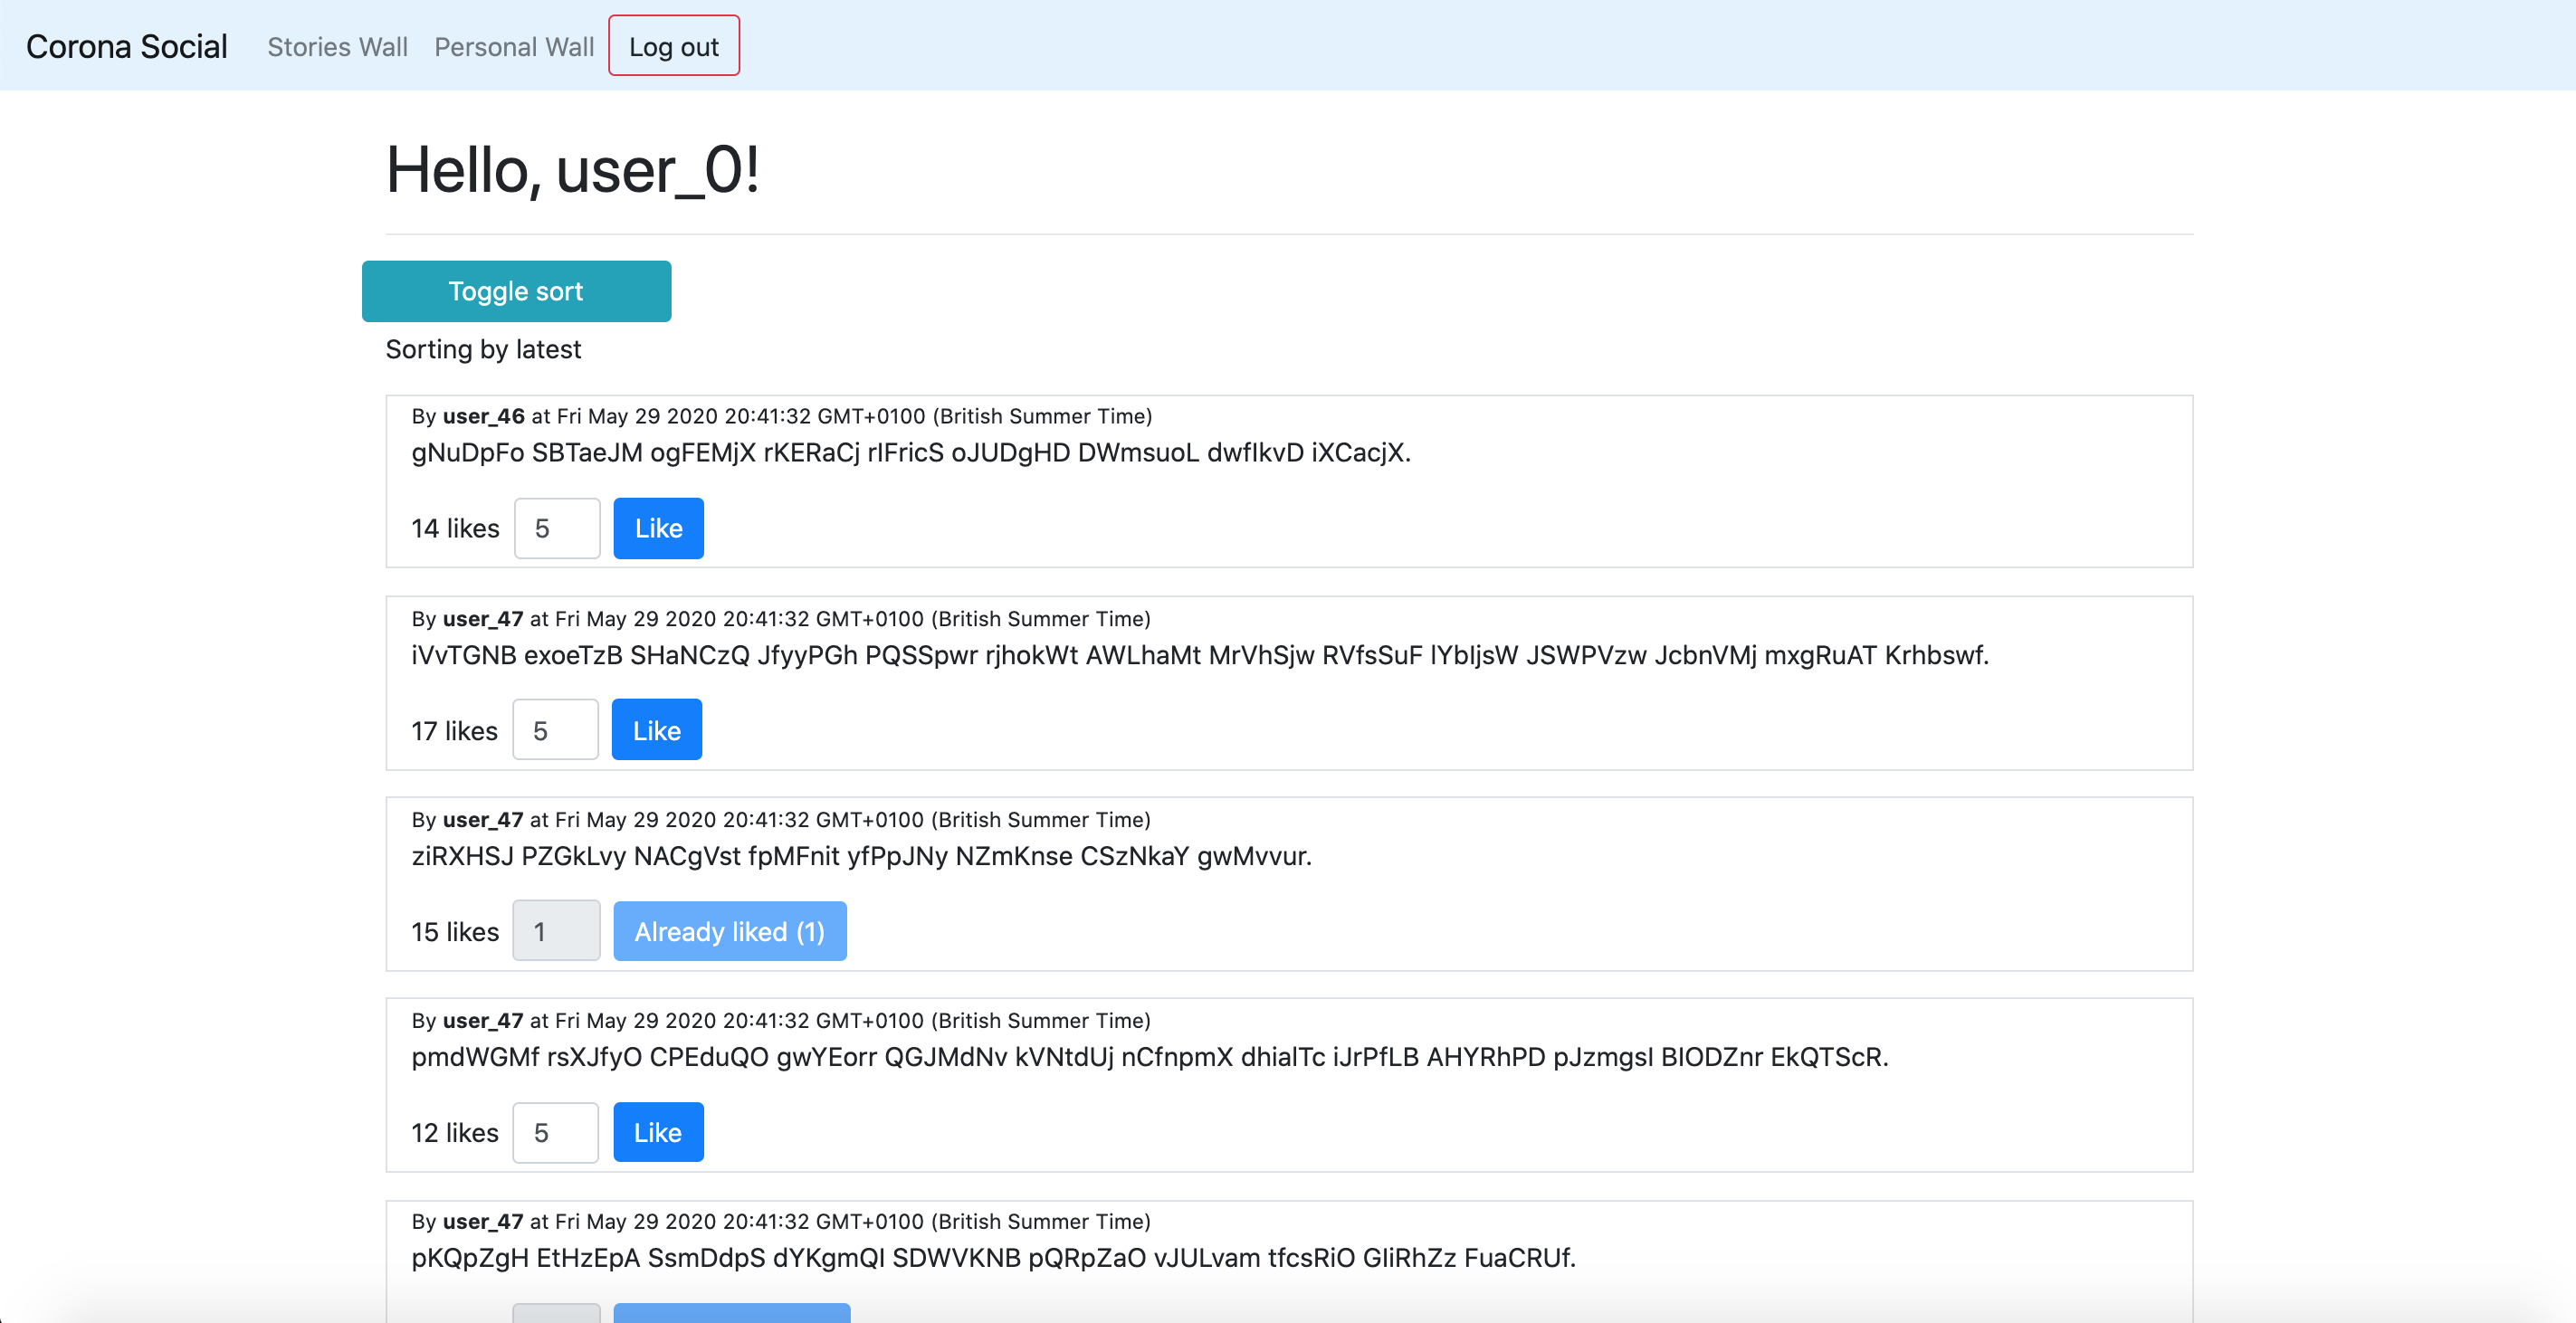 Corona Social Stories Wall Personal Wall Log out
Hello, user_0!
Toggle sort
Sorting by latest
By user_46 at Fri May 29 2020 20:41:32 GMT+0100 (British Summer Time)
gNuDpFo SBTaeJM ogFEMjX rKERaCj rIFricS oJUDgHD DWmsuoL dwfIkvD iXCacjX.
14 likes 5 Like
By user_47 at Fri May 29 2020 20:41:32 GMT+0100 (British Summer Time)
iVvTGNB exoeTzB SHaNCzQ JfyyPGh PQSSpwr rjhokWt AWLhaMt MrVhSjw RVfsSuF lYbIjsW JSWPVzw JcbnVMj mxgRuAT Krhbswf.
17 likes 5 Like
By user_47 at Fri May 29 2020 20:41:32 GMT+0100 (British Summer Time)
ziRXHSJ PZGkLvy NACgVst fpMFnit yfPpJNy NZmKnse CSzNkaY gwMvvur.
15 likes 1 Already liked (1)
By user_47 at Fri May 29 2020 20:41:32 GMT+0100 (British Summer Time)
pmdWGMf rsXJfyO CPEduQO gwYEorr QGJMdNv kVNtdUj nCfnpmX dhialTc iJrPfLB AHYRhPD pJzmgsI BIODZnr EkQTScR.
12 likes 5 Like
By user_47 at Fri May 29 2020 20:41:32 GMT+0100 (British Summer Time)
pKQpZgH EtHzEpA SsmDdpS dYKgmQI SDWVKNB pQRpZaO vJULvam tfcsRiO GliRhZz FuaCRUf.